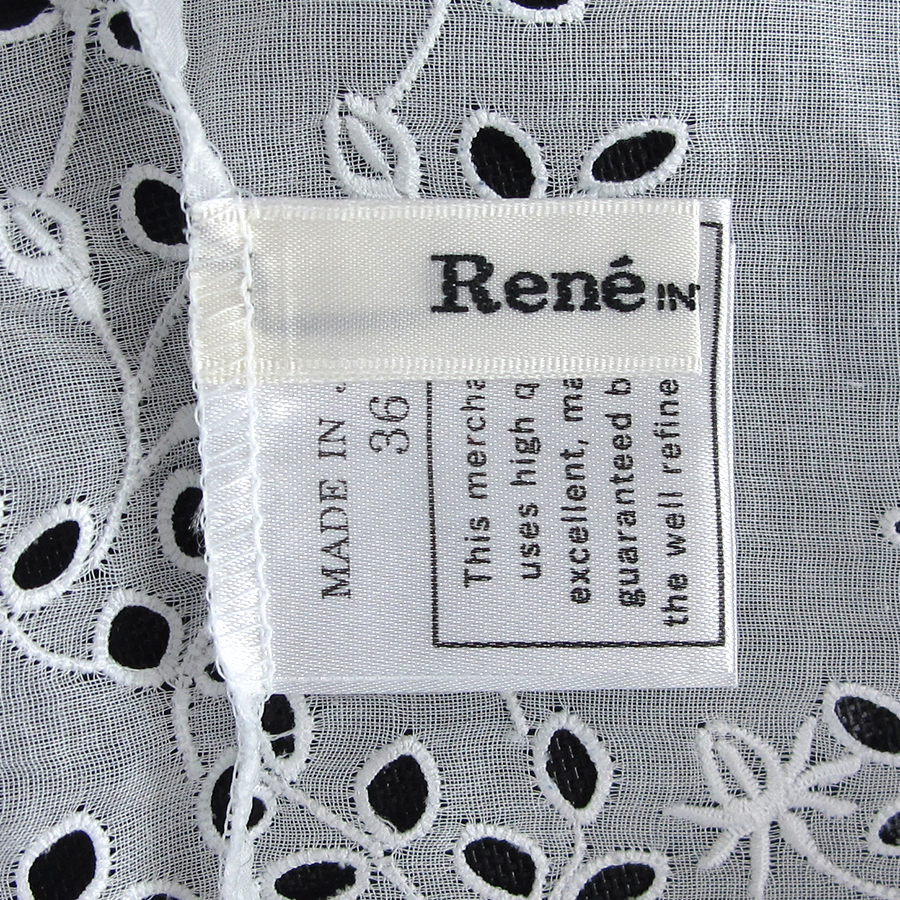 René IN
MADE IN
36
This mercha
uses high q
excellent, ma
guaranteed b
the well refine